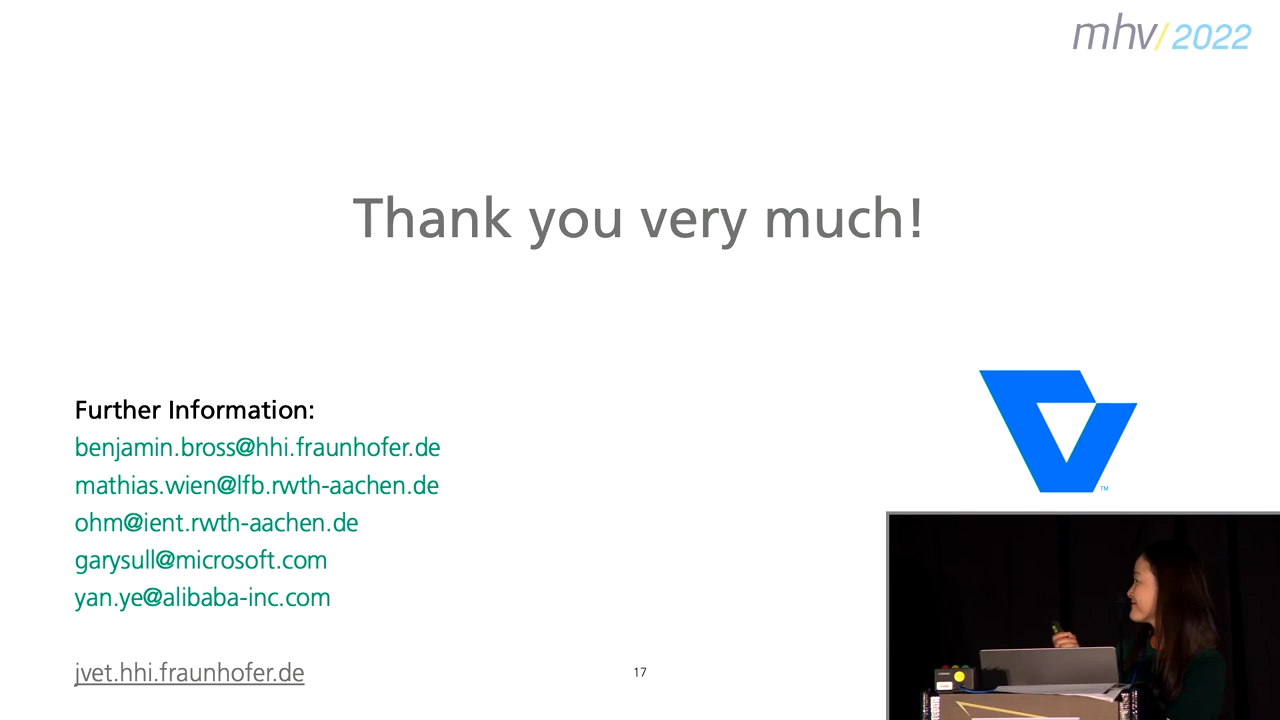 mhv/2022
Thank you very much!
Further Information:
benjamin.bross@hhi.fraunhofer.de
mathias.wien@lfb.rwth-aachen.de
ohm@ient.rwth-aachen.de
garysull@microsoft.com
yan.ye@alibaba-inc.com
jvet.hhi.fraunhofer.de
17
TM